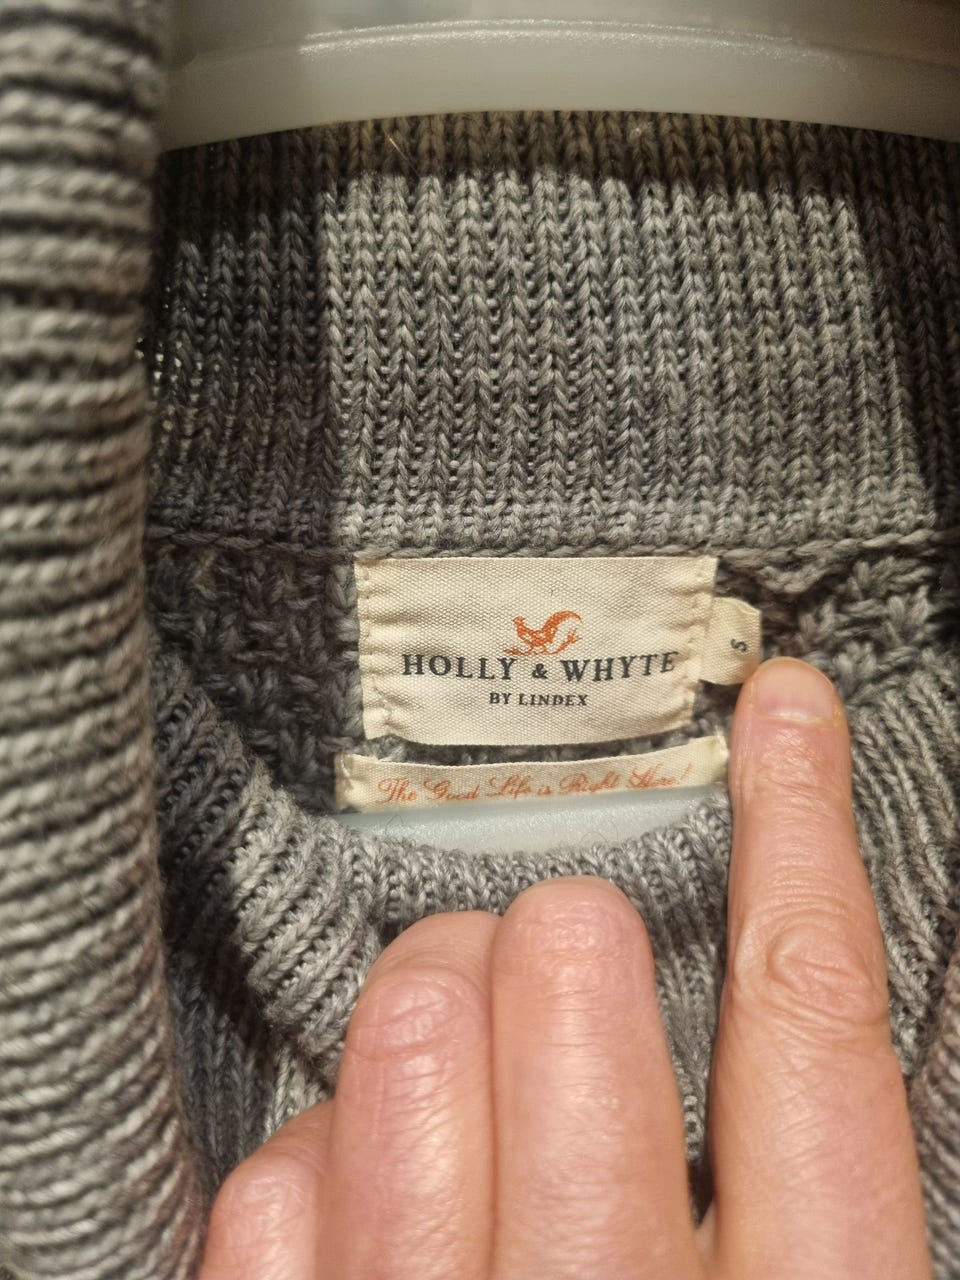 HOLLY & WHYTE
BY LINDEX
S
The Good Life is Right Here!